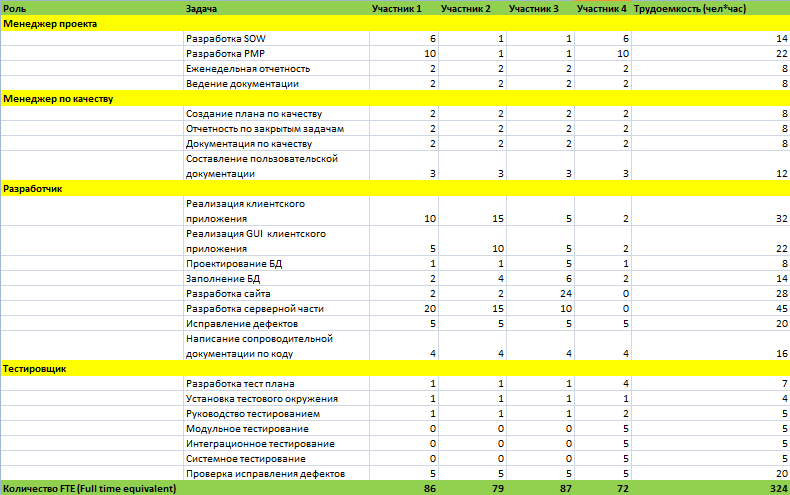 Роль Задача Участник 1 Участник 2 Участник 3 Участник 4 Трудоемкость (чел*час)
Менеджер проекта
Разработка SOW 6 1 1 6 14
Разработка PMP 10 1 1 10 22
Еженедельная отчетность 2 2 2 2 8
Ведение документации 2 2 2 2 8
Менеджер по качеству
Создание плана по качеству 2 2 2 2 8
Отчетность по закрытым задачам 2 2 2 2 8
Документация по качеству 2 2 2 2 8
Составление пользовательской
документации 3 3 3 3 12
Разработчик
Реализация клиентского
приложения 10 15 5 2 32
Реализация GUI клиентского
приложения 5 10 5 2 22
Проектирование БД 1 1 5 1 8
Заполнение БД 2 4 6 2 14
Разработка сайта 2 2 24 0 28
Разработка серверной части 20 15 10 0 45
Исправление дефектов 5 5 5 5 20
Написание сопроводительной
документации по коду 4 4 4 4 16
Тестировщик
Разработка тест плана 1 1 1 4 7
Установка тестового окружения 1 1 1 1 4
Руководство тестированием 1 1 1 2 5
Модульное тестирование 0 0 0 5 5
Интеграционное тестирование 0 0 0 5 5
Системное тестирование 0 0 0 5 5
Проверка исправления дефектов 5 5 5 5 20
Количество FTE (Full time equivalent) 86 79 87 72 324